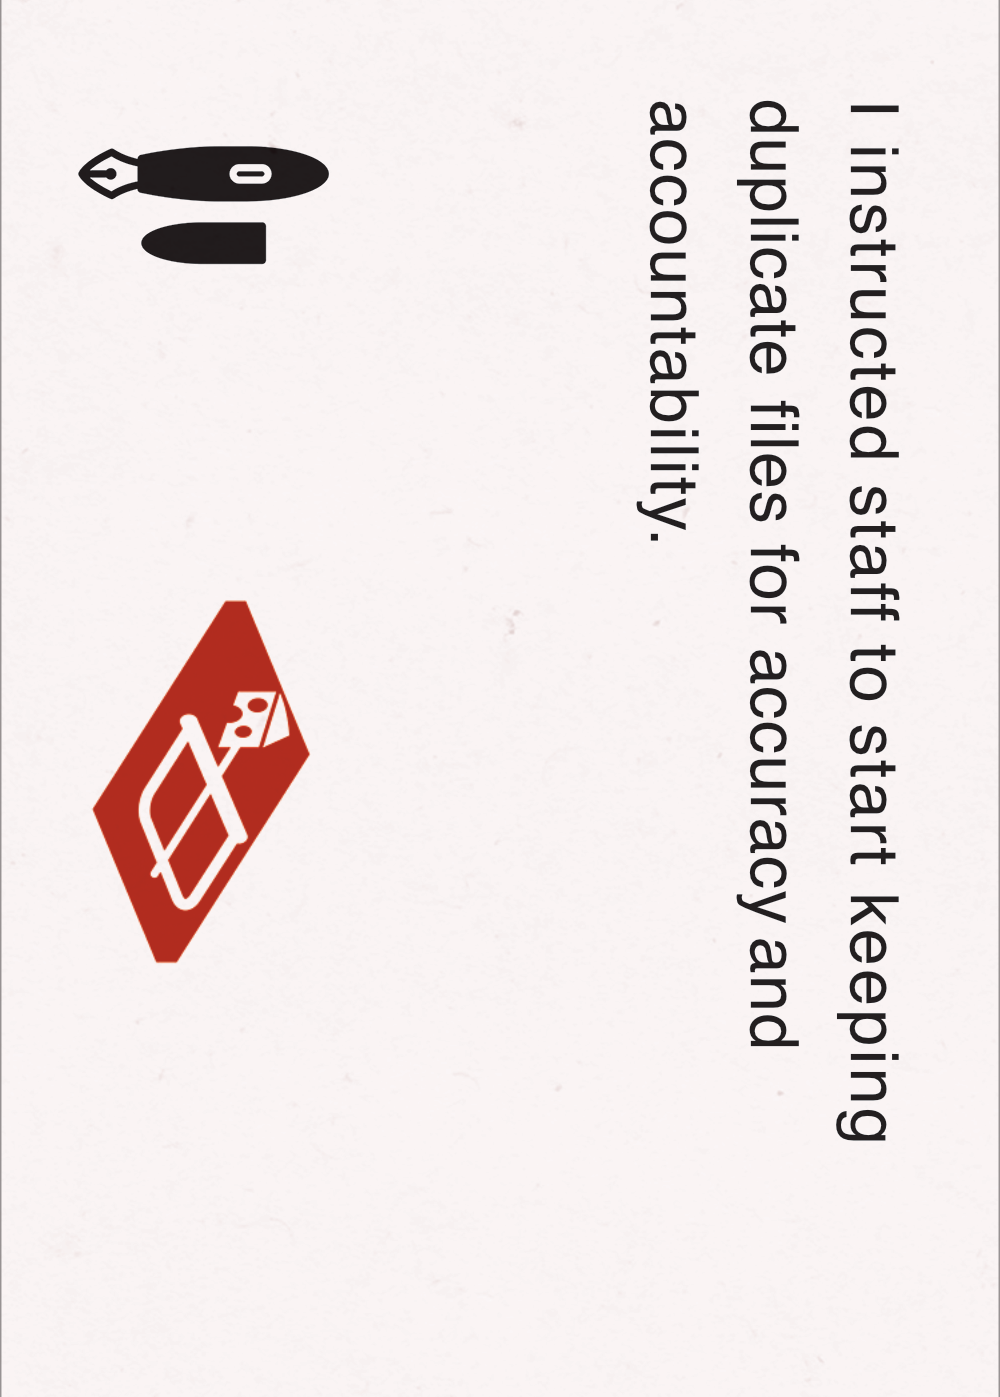 I instructed staff to start keeping
duplicate files for accuracy and
accountability.